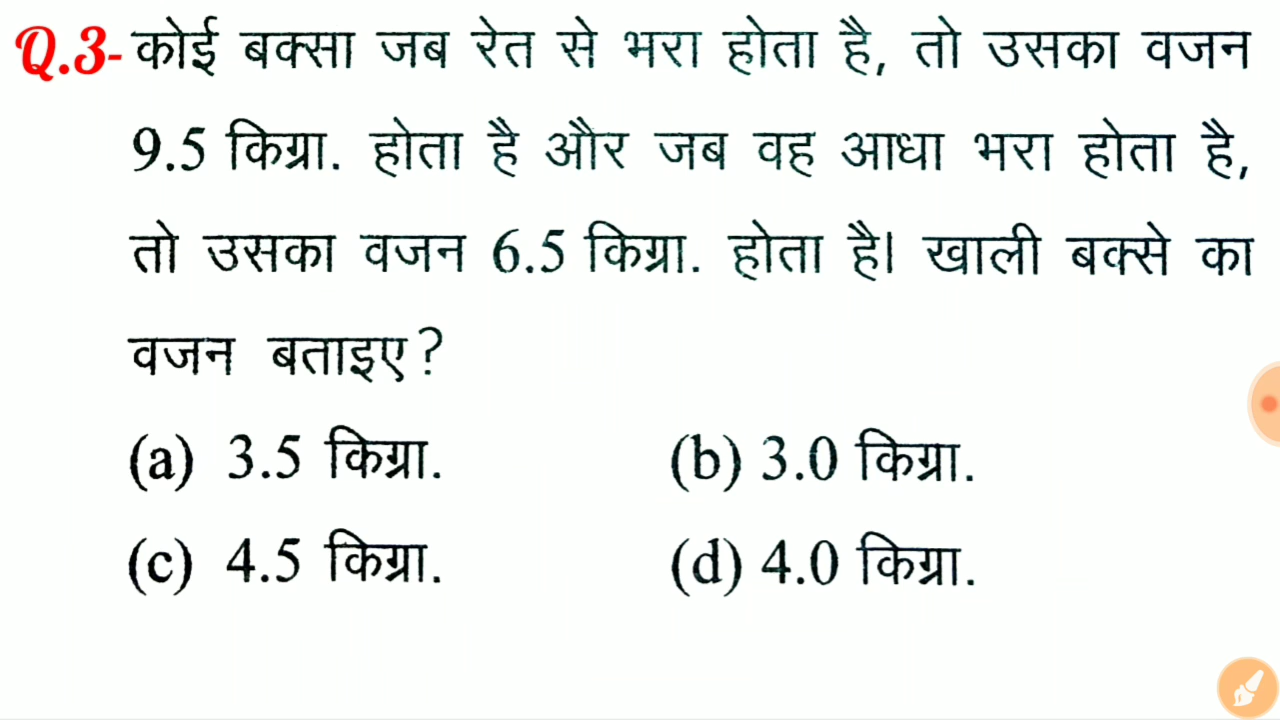 Q.3- कोई बक्सा जब रेत से भरा होता है, तो उसका वजन
9.5 किग्रा. होता है और जब वह आधा भरा होता है,
तो उसका वजन 6.5 किग्रा. होता है। खाली बक्से का
वजन बताइए?
(a) 3.5 किग्रा. (b) 3.0 किग्रा.
(c) 4.5 किग्रा. (d) 4.0 किग्रा.